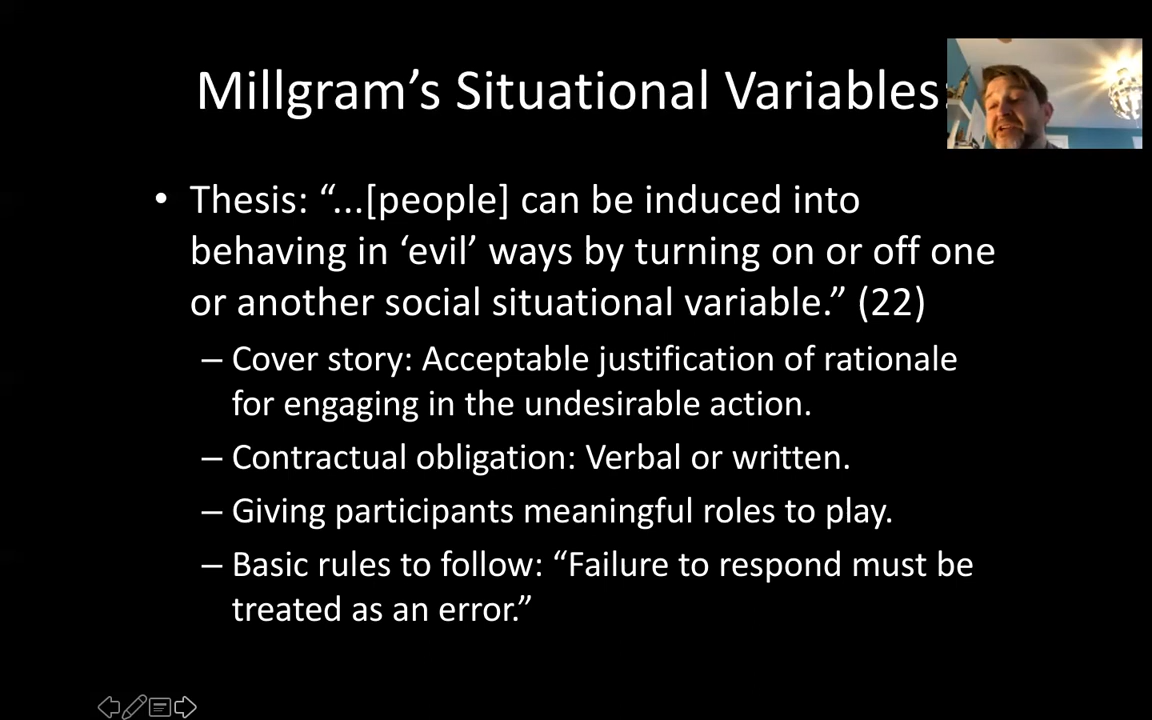 Millgram’s Situational Variables:
• Thesis: “...[people] can be induced into
behaving in ‘evil’ ways by turning on or off one
or another social situational variable.” (22)
– Cover story: Acceptable justification of rationale
for engaging in the undesirable action.
– Contractual obligation: Verbal or written.
– Giving participants meaningful roles to play.
– Basic rules to follow: “Failure to respond must be
treated as an error.”